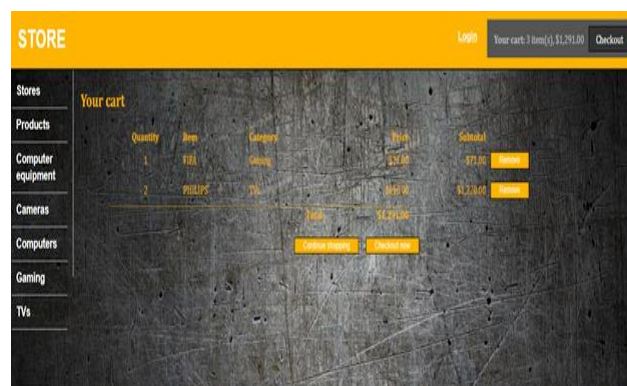 STORE
Login
Your cart: 3 item(s), $1,291.00 Checkout
Stores
Products
Computer equipment
Cameras
Computers
Gaming
TVs
Your cart
Quantity Item Category Price Subtotal
1 FIFA Gaming Remove
2 PHILIPS TVs Remove
Total $1,291.00
Continue shopping Checkout now